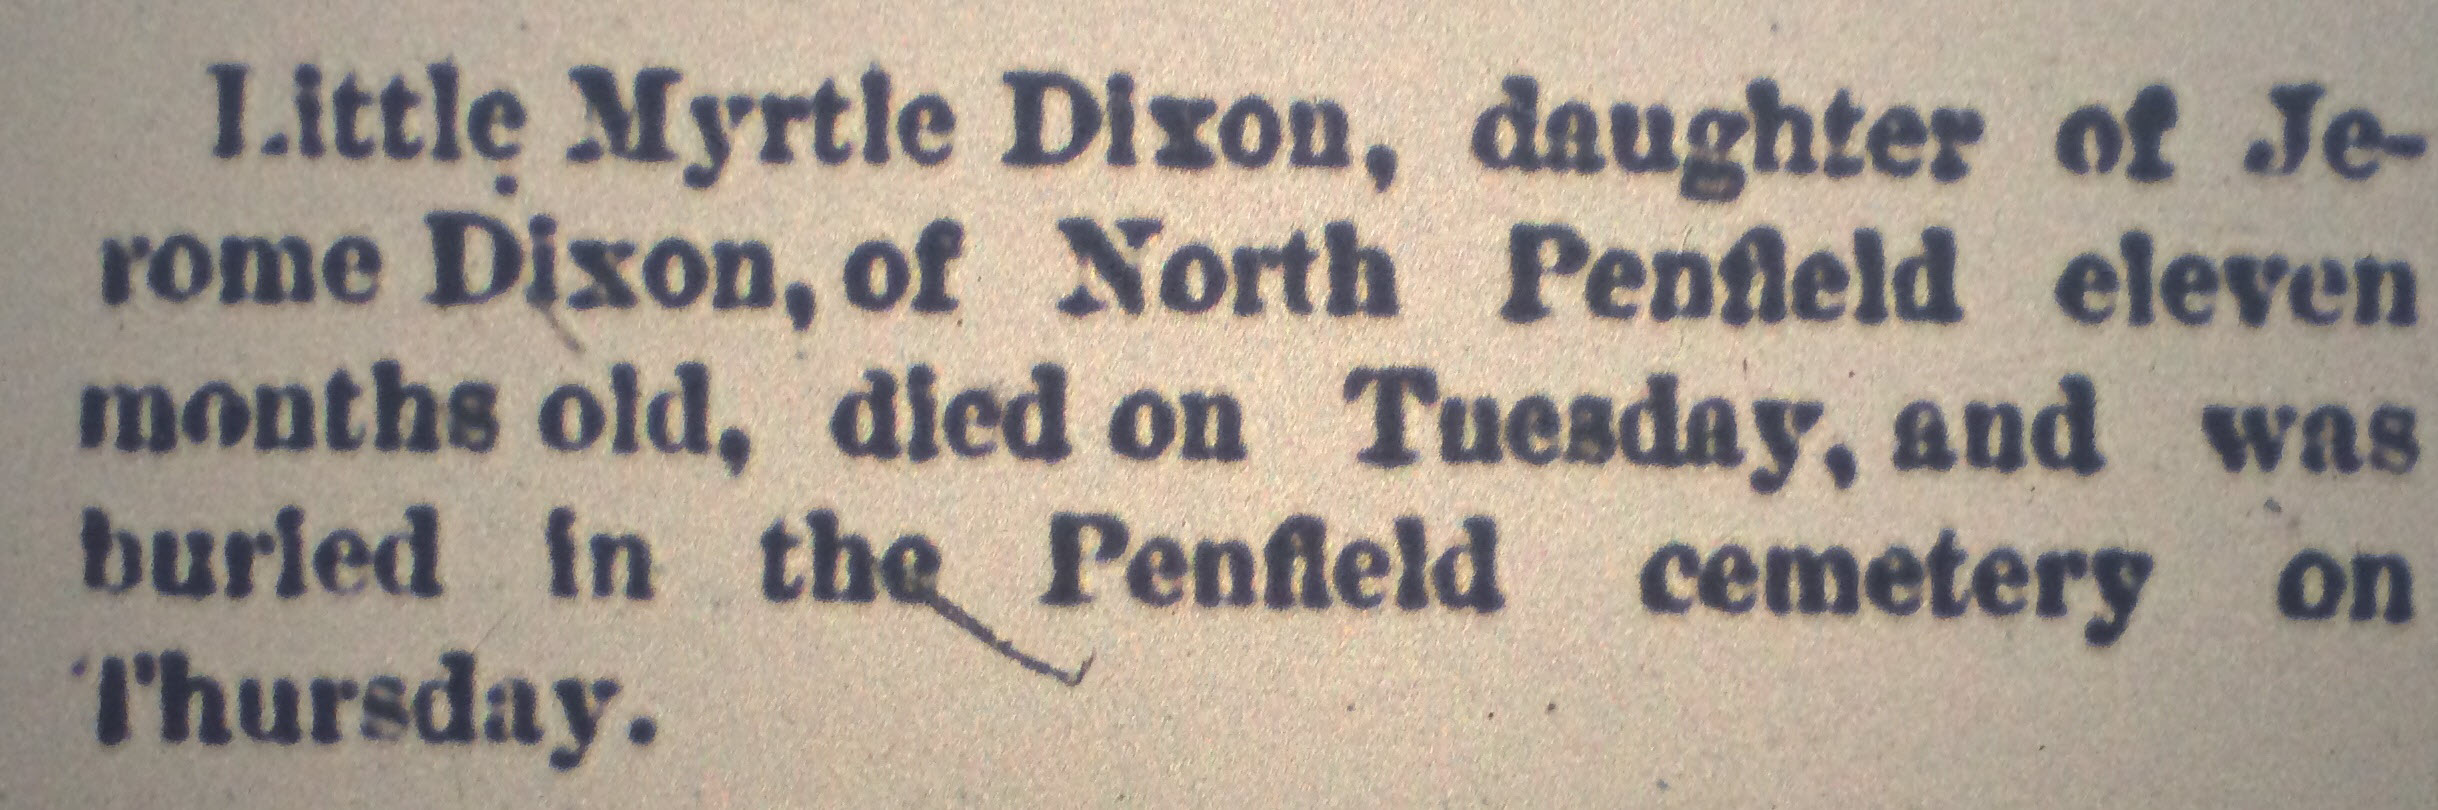 Little Myrtle Dixon, daughter of Je-
rome Dixon, of North Penfield eleven
months old, died on Tuesday, and was
buried in the Penfield cemetery on
Thursday.